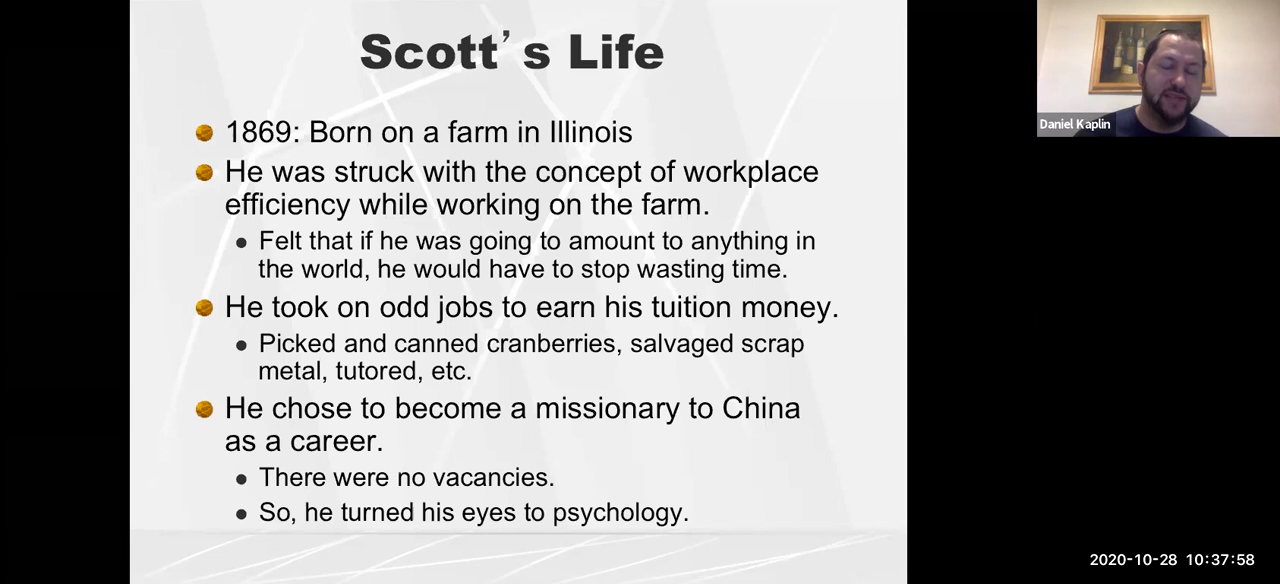 Scott's Life
1869: Born on a farm in Illinois
He was struck with the concept of workplace
efficiency while working on the farm.
Felt that if he was going to amount to anything in
the world, he would have to stop wasting time.
He took on odd jobs to earn his tuition money.
Picked and canned cranberries, salvaged scrap
metal, tutored, etc.
He chose to become a missionary to China
as a career.
There were no vacancies.
So, he turned his eyes to psychology.
Daniel Kaplin
2020-10-28 10:37:58